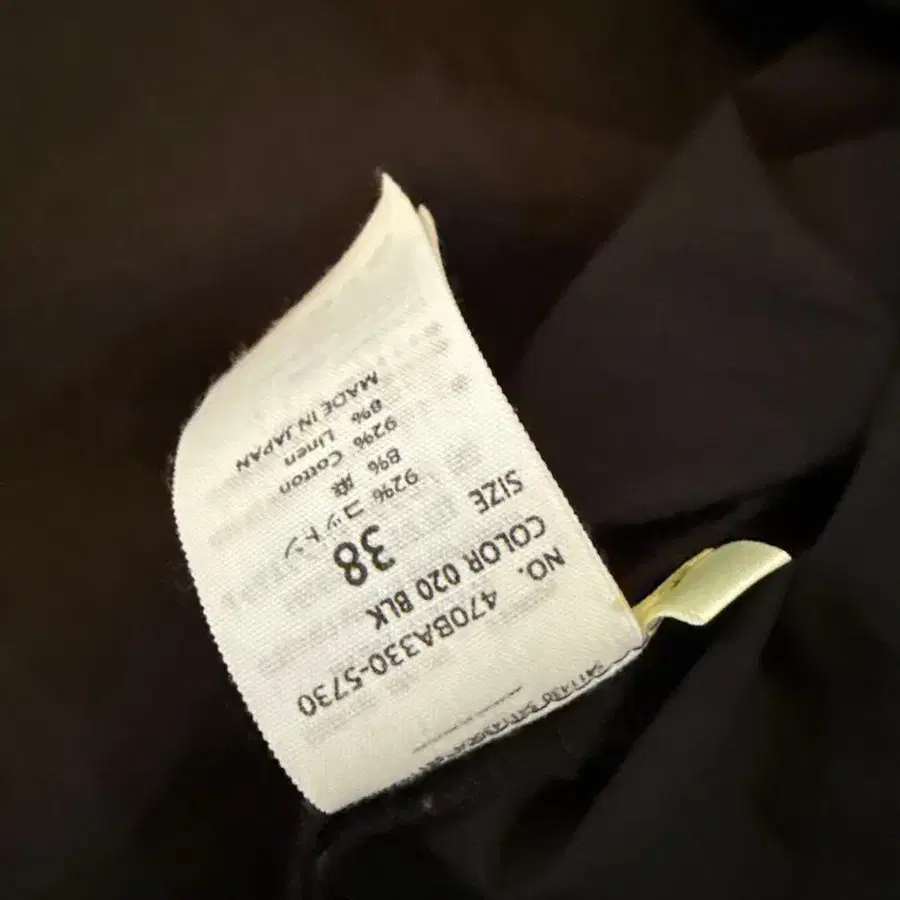 NO. 470BA330-5730
COLOR 020 BLK
SIZE 38
92% コットン
8% 麻
92% Cotton
8% Linen
MADE IN JAPAN